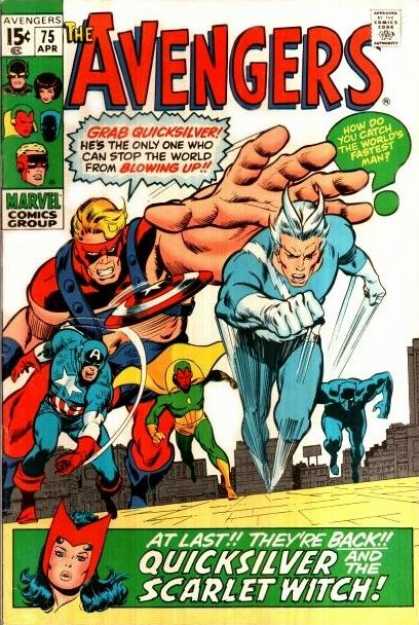 AVENGERS
15¢ 75
APR
THE
AVENGERS
APPROVED
BY THE
COMICS
CODE
AUTHORITY
MARVEL
COMICS
GROUP
GRAB QUICKSILVER!
HE'S THE ONLY ONE WHO
CAN STOP THE WORLD
FROM BLOWING UP!!
HOW DO
YOU CATCH
THE WORLD'S
FASTEST
MAN?
A
AT LAST!! THEY'RE BACK!!
QUICKSILVER AND THE
SCARLET WITCH!